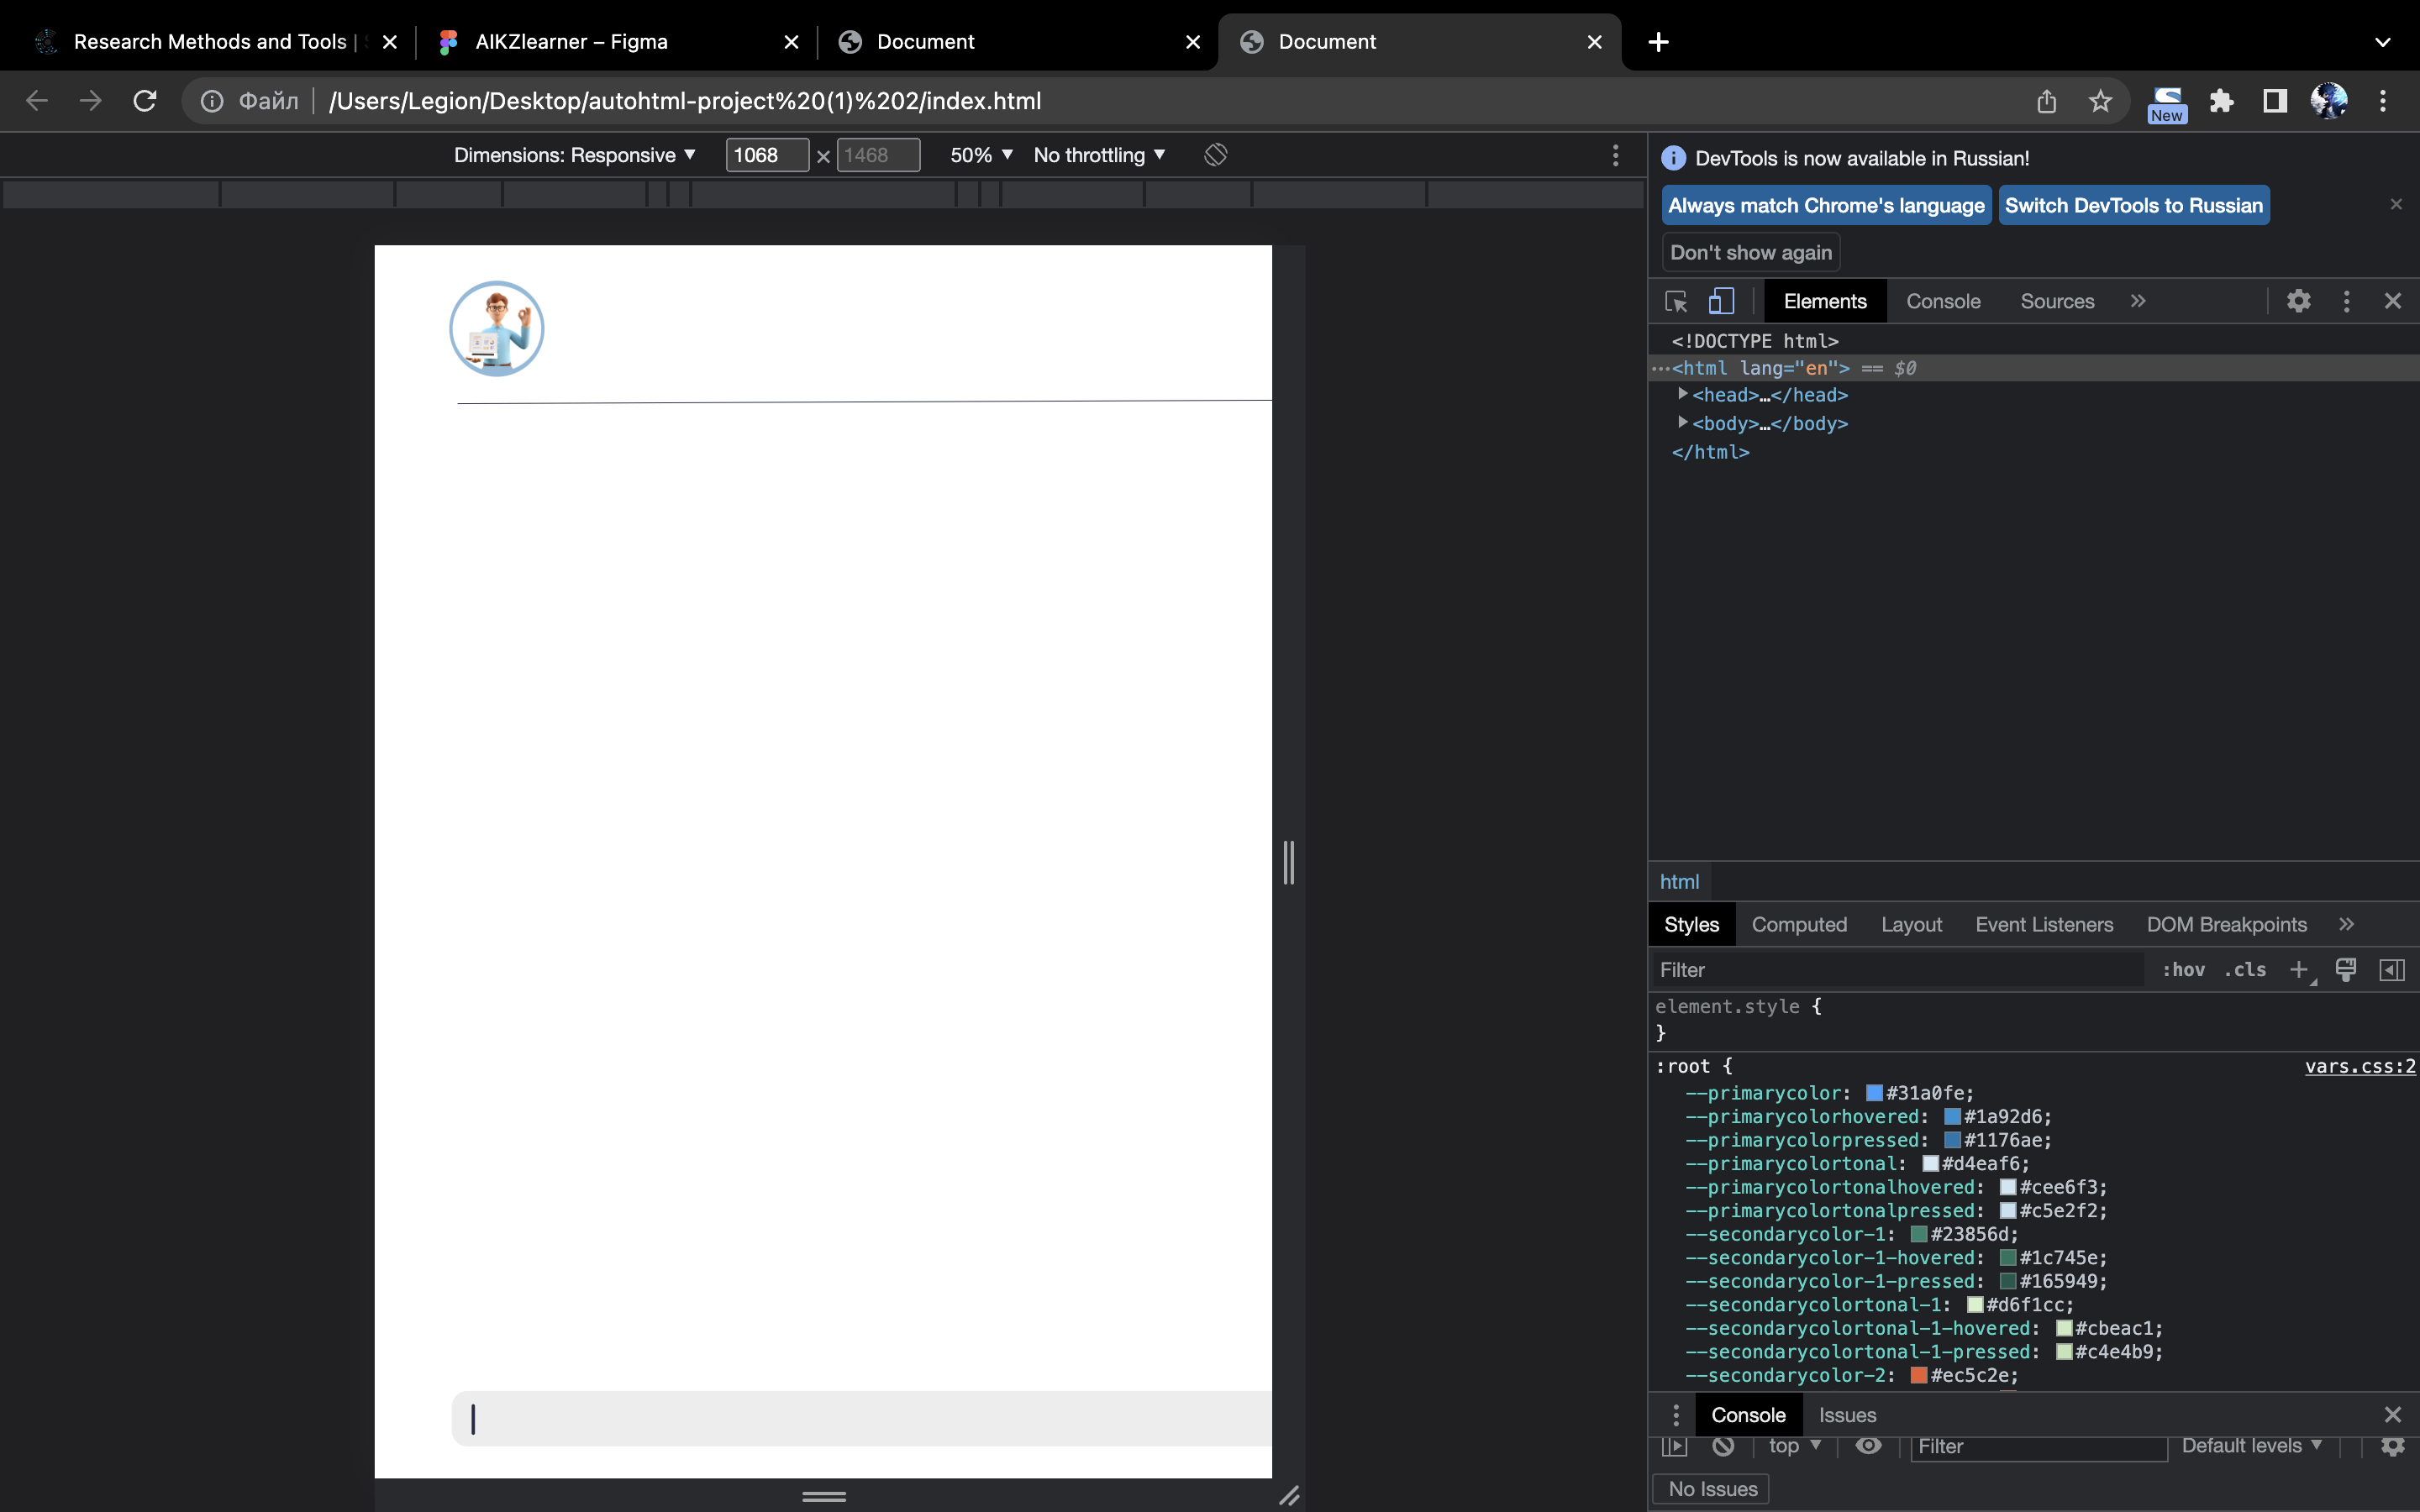 Research Methods and Tools |
AIKZlearner – Figma
Document
Document
Файл
/Users/Legion/Desktop/autohtml-project%20(1)%202/index.html
New
Dimensions: Responsive ▼ 1068 × 1468 50% ▼ No throttling ▼
DevTools is now available in Russian!
Always match Chrome's language
Switch DevTools to Russian
Don't show again
Elements Console Sources »
<!DOCTYPE html>
…<html lang="en"> == $0
▶<head>…</head>
▶<body>…</body>
</html>
html
Styles Computed Layout Event Listeners DOM Breakpoints »
Filter :hov .cls +
element.style {
}
:root { vars.css:2
--primarycolor: #31a0fe;
--primarycolorhovered: #1a92d6;
--primarycolorpressed: #1176ae;
--primarycolortonal: #d4eaf6;
--primarycolortonalhovered: #cee6f3;
--primarycolortonalpressed: #c5e2f2;
--secondarycolor-1: #23856d;
--secondarycolor-1-hovered: #1c745e;
--secondarycolor-1-pressed: #165949;
--secondarycolortonal-1: #d6f1cc;
--secondarycolortonal-1-hovered: #cbeac1;
--secondarycolortonal-1-pressed: #c4e4b9;
--secondarycolor-2: #ec5c2e;
Console Issues
top ▼ Filter Default levels ▼
No Issues